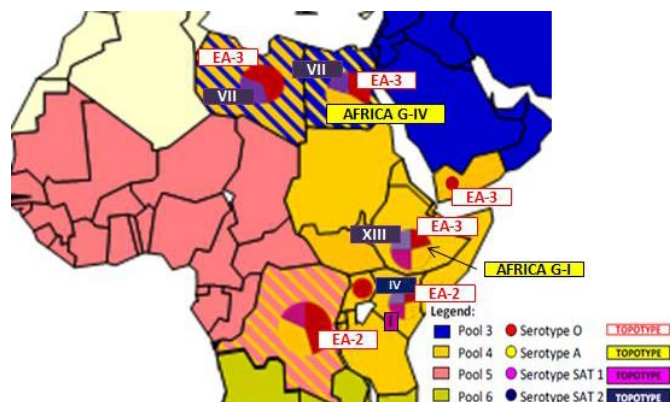 EA-3
VII
VII
EA-3
AFRICA G-IV
EA-3
XIII
EA-3
AFRICA G-I
IV
EA-2
I
EA-2
Legend:
Pool 3 Serotype O TOPOTYPE
Pool 4 Serotype A TOPOTYPE
Pool 5 Serotype SAT 1 TOPOTYPE
Pool 6 Serotype SAT 2 TOPOTYPE